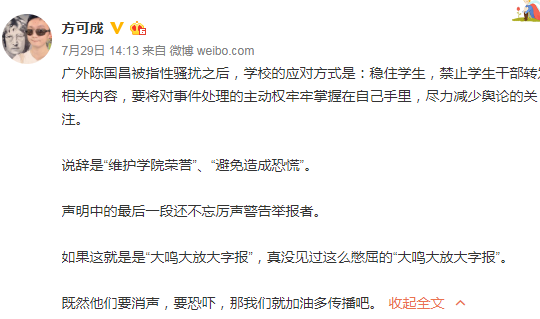 方可成
7月29日 14:13 来自 微博 weibo.com
广外陈国昌被指性骚扰之后，学校的应对方式是：稳住学生，禁止学生干部转发
相关内容，要将对事件处理的主动权牢牢掌握在自己手里，尽力减少舆论的关
注。
说辞是“维护学院荣誉”、“避免造成恐慌”。
声明中的最后一段还不忘厉声警告举报者。
如果这就是是“大鸣大放大字报”，真没见过这么憋屈的“大鸣大放大字报”。
既然他们要消声，要恐吓，那我们就加油多传播吧。 收起全文